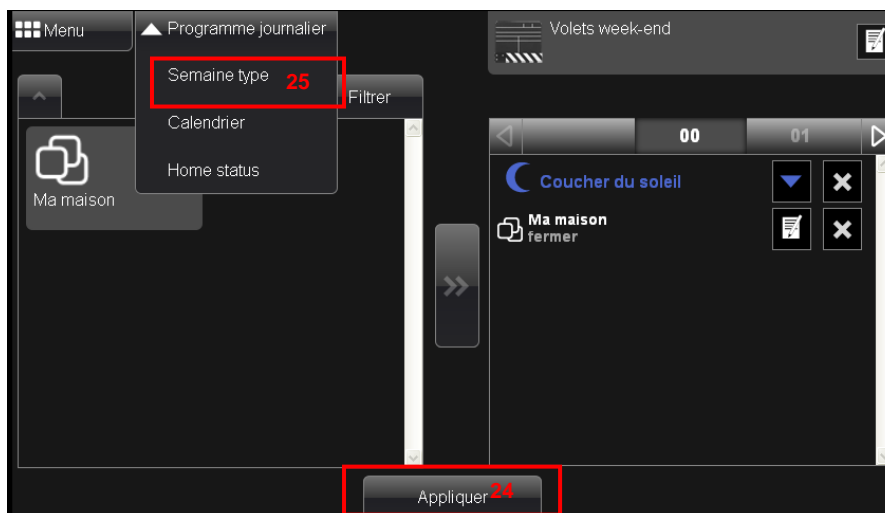 Menu
Programme journalier
Semaine type 25
Calendrier
Home status
Filtrer
Ma maison
Volets week-end
00 01
Coucher du soleil
Ma maison
fermer
Appliquer 24